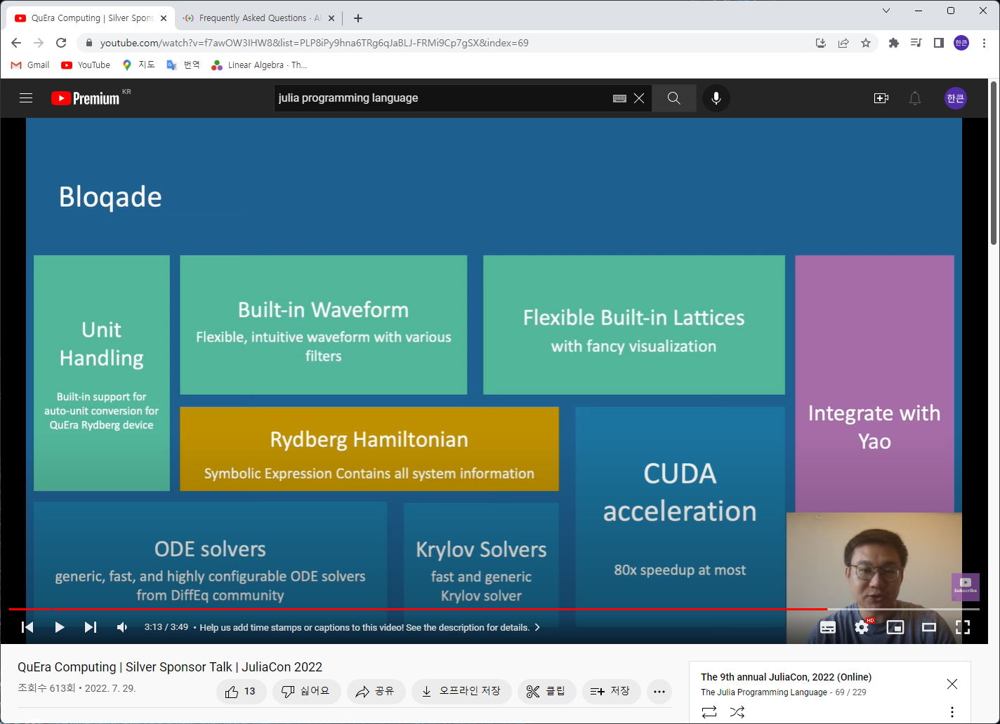 QuEra Computing | Silver Spons
Frequently Asked Questions · Al
youtube.com/watch?v=f7awOW3IHW8&list=PLP8iPy9hna6TRg6qJaBLJ-FRMi9Cp7gSX&index=69
한큰
Gmail
YouTube
지도
번역
Linear Algebra · Th...
Premium KR
julia programming language
한큰
Bloqade
Unit
Handling
Built-in support for
auto-unit conversion for
QuEra Rydberg device
Built-in Waveform
Flexible, intuitive waveform with various
filters
Flexible Built-in Lattices
with fancy visualization
Integrate with
Yao
Rydberg Hamiltonian
Symbolic Expression Contains all system information
CUDA
acceleration
80x speedup at most
ODE solvers
generic, fast, and highly configurable ODE solvers
from DiffEq community
Krylov Solvers
fast and generic
Krylov solver
Subscribe
3:13 / 3:49 • Help us add time stamps or captions to this video! See the description for details.
HD
QuEra Computing | Silver Sponsor Talk | JuliaCon 2022
조회수 613회 • 2022. 7. 29.
13
싫어요
공유
오프라인 저장
클립
저장
The 9th annual JuliaCon, 2022 (Online)
The Julia Programming Language - 69 / 229